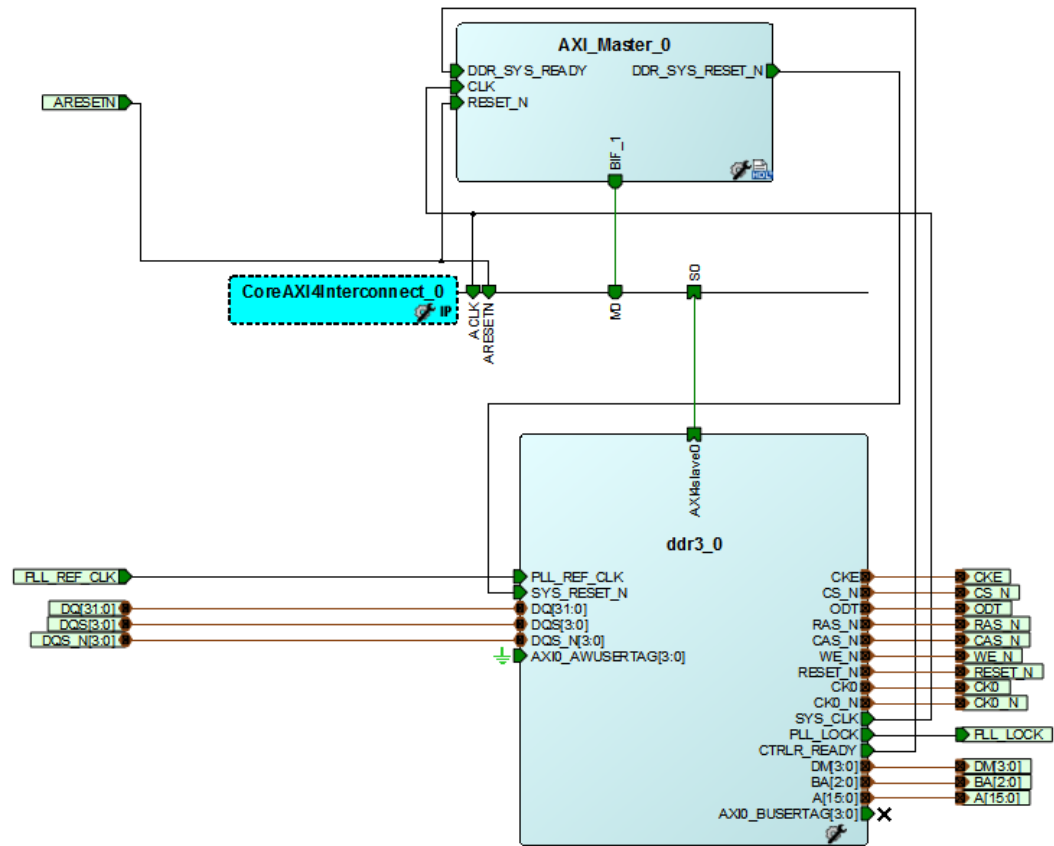 AXI_Master_0
DDR_SYS_READY
DDR_SYS_RESET_N
CLK
RESET_N
BIF_1
HDL
ARESETN
CoreAXI4Interconnect_0
IP
ACLK
ARESETN
M0
S0
AXI4slave0
ddr3_0
PLL_REF_CLK
PLL_REF_CLK
SYS_RESET_N
DQ[31:0]
DQ[31:0]
DQS[3:0]
DQS[3:0]
DQS_N[3:0]
DQS_N[3:0]
AXI0_AWUSERTAG[3:0]
CKE
CKE
CS_N
CS_N
ODT
ODT
RAS_N
RAS_N
CAS_N
CAS_N
WE_N
WE_N
RESET_N
RESET_N
CK0
CK0
CK0_N
CK0_N
SYS_CLK
PLL_LOCK
PLL_LOCK
CTRLR_READY
DM[3:0]
DM[3:0]
BA[2:0]
BA[2:0]
A[15:0]
A[15:0]
AXI0_BUSERTAG[3:0]